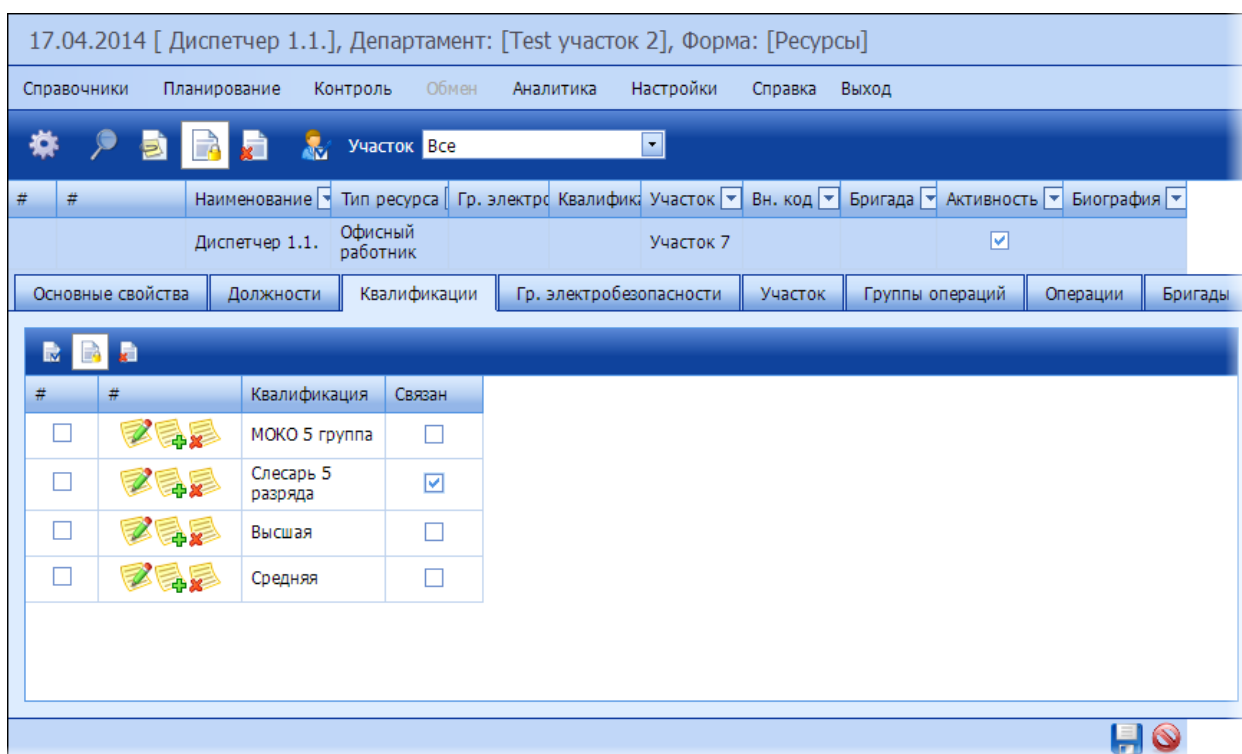 17.04.2014 [ Диспетчер 1.1.], Департамент: [Test участок 2], Форма: [Ресурсы]
Справочники Планирование Контроль Обмен Аналитика Настройки Справка Выход
Участок Все
# # Наименование Тип ресурса Гр. электро Квалифика Участок Вн. код Бригада Активность Биография
Диспетчер 1.1. Офисный работник Участок 7
Основные свойства Должности Квалификации Гр. электробезопасности Участок Группы операций Операции Бригады
# # Квалификация Связан
МОКО 5 группа
Слесарь 5
разряда
Высшая
Средняя